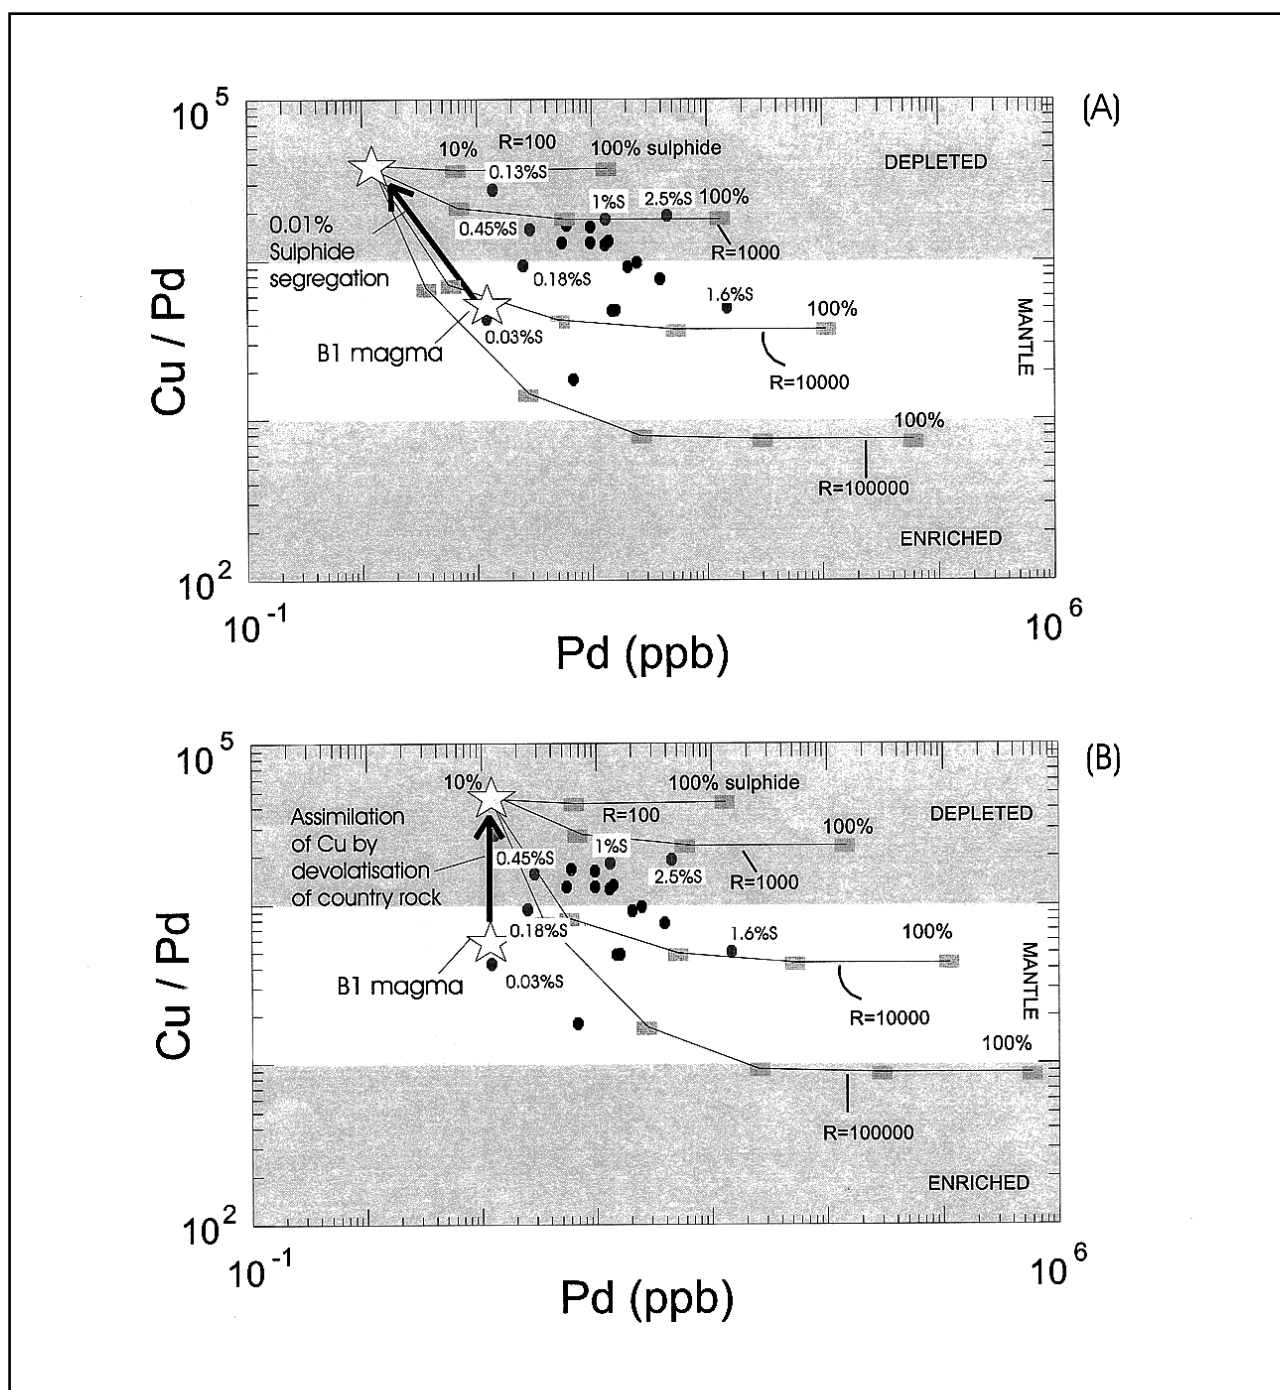 (A)
10^5
10%
R=100
100% sulphide
DEPLETED
0.13%S
1%S
2.5%S
100%
0.45%S
R=1000
0.01%
Sulphide
segregation
0.18%S
1.6%S
100%
MANTLE
0.03%S
B1 magma
R=10000
100%
R=100000
ENRICHED
Cu / Pd
10^2
10^-1
10^6
Pd (ppb)
(B)
10^5
10%
100% sulphide
R=100
DEPLETED
Assimilation
of Cu by
devolatisation
of country rock
100%
1%S
0.45%S
2.5%S
R=1000
0.18%S
1.6%S
100%
MANTLE
B1 magma
0.03%S
R=10000
100%
R=100000
ENRICHED
Cu / Pd
10^2
10^-1
10^6
Pd (ppb)